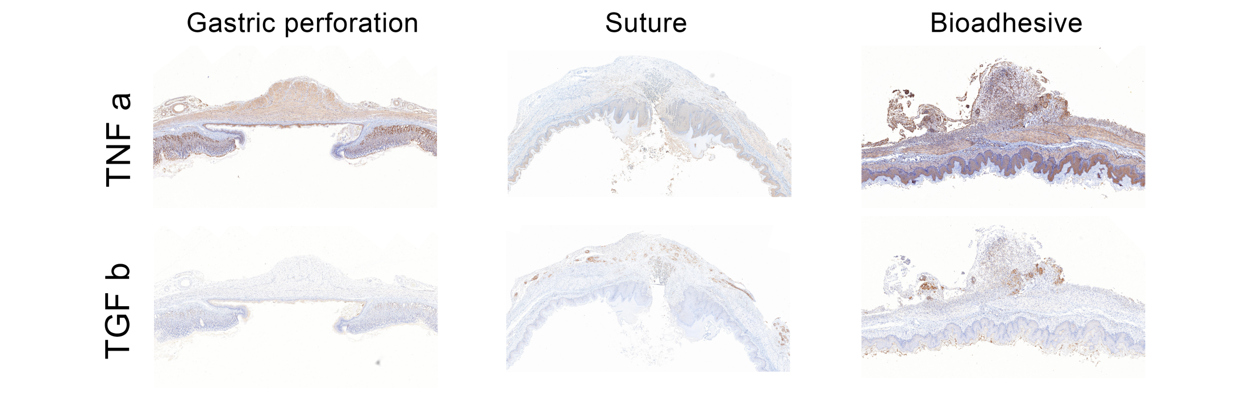 Gastric perforation
Suture
Bioadhesive
TNF a
TGF b